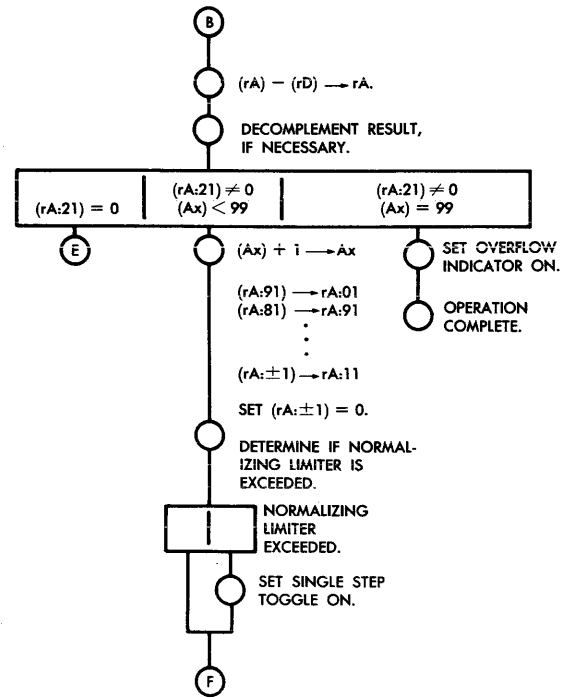 B
(rA) − (rD) → rA.
DECOMPLEMENT RESULT,
IF NECESSARY.
(rA:21) = 0
(rA:21) ≠ 0
(Ax) < 99
(rA:21) ≠ 0
(Ax) = 99
E
(Ax) + 1 → Ax
(rA:91) → rA:01
(rA:81) → rA:91
(rA:±1) → rA:11
SET (rA:±1) = 0.
SET OVERFLOW
INDICATOR ON.
OPERATION
COMPLETE.
DETERMINE IF NORMAL-
IZING LIMITER IS
EXCEEDED.
NORMALIZING
LIMITER
EXCEEDED.
SET SINGLE STEP
TOGGLE ON.
F